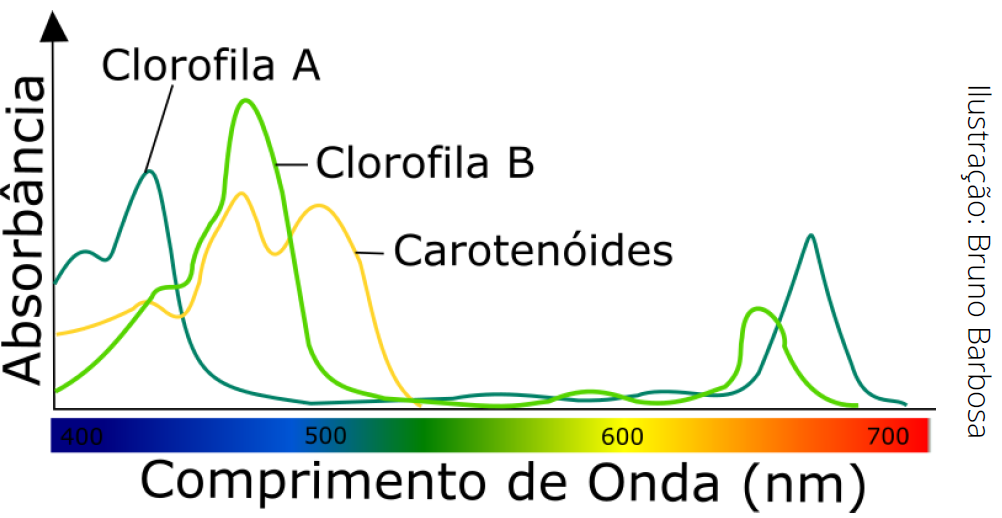 Clorofila A
Clorofila B
Carotenóides
Absorbância
400 500 600 700
Comprimento de Onda (nm)
Ilustração: Bruno Barbosa